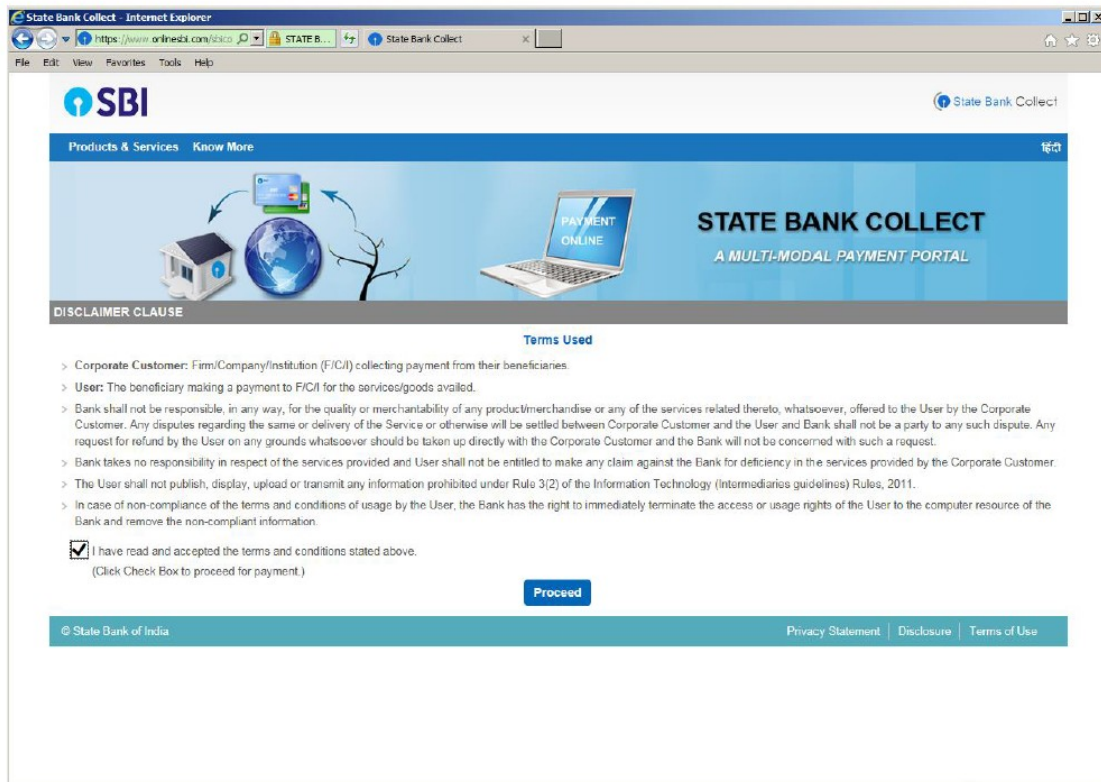 State Bank Collect - Internet Explorer
https://www.onlinesbi.com/sbico
STATE B...
State Bank Collect
File Edit View Favorites Tools Help
SBI
State Bank Collect
Products & Services Know More
हिंदी
PAYMENT
ONLINE
STATE BANK COLLECT
A MULTI-MODAL PAYMENT PORTAL
DISCLAIMER CLAUSE
Terms Used
> Corporate Customer: Firm/Company/Institution (F/C/I) collecting payment from their beneficiaries.
> User: The beneficiary making a payment to F/C/I for the services/goods availed.
> Bank shall not be responsible, in any way, for the quality or merchantability of any product/merchandise or any of the services related thereto, whatsoever, offered to the User by the Corporate
Customer. Any disputes regarding the same or delivery of the Service or otherwise will be settled between Corporate Customer and the User and Bank shall not be a party to any such dispute. Any
request for refund by the User on any grounds whatsoever should be taken up directly with the Corporate Customer and the Bank will not be concerned with such a request.
> Bank takes no responsibility in respect of the services provided and User shall not be entitled to make any claim against the Bank for deficiency in the services provided by the Corporate Customer.
> The User shall not publish, display, upload or transmit any information prohibited under Rule 3(2) of the Information Technology (Intermediaries guidelines) Rules, 2011.
> In case of non-compliance of the terms and conditions of usage by the User, the Bank has the right to immediately terminate the access or usage rights of the User to the computer resource of the
Bank and remove the non-compliant information.
I have read and accepted the terms and conditions stated above.
(Click Check Box to proceed for payment.)
Proceed
© State Bank of India
Privacy Statement | Disclosure | Terms of Use